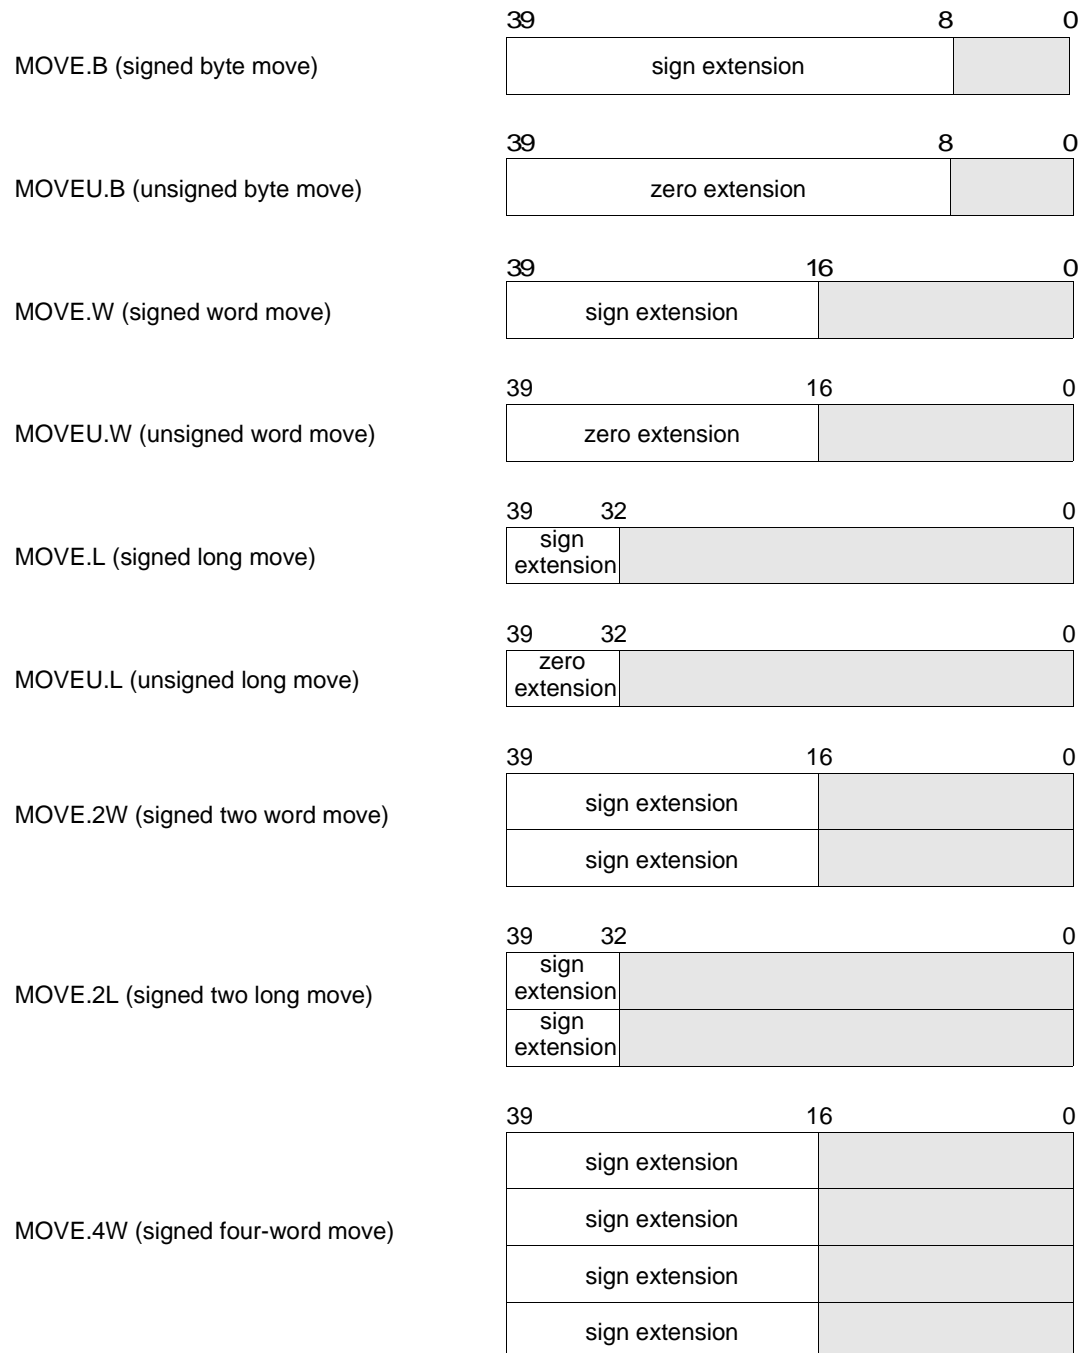 39 8 0
MOVE.B (signed byte move) sign extension
39 8 0
MOVEU.B (unsigned byte move) zero extension
39 16 0
MOVE.W (signed word move) sign extension
39 16 0
MOVEU.W (unsigned word move) zero extension
39 32 0
MOVE.L (signed long move) sign
extension
39 32 0
MOVEU.L (unsigned long move) zero
extension
39 16 0
MOVE.2W (signed two word move) sign extension
sign extension
39 32 0
MOVE.2L (signed two long move) sign
extension
sign
extension
39 16 0
MOVE.4W (signed four-word move) sign extension
sign extension
sign extension
sign extension